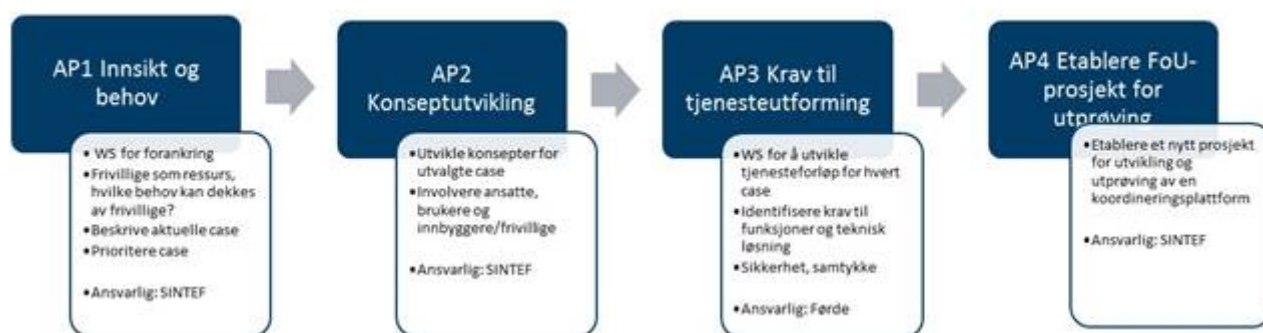 AP1 Innsikt og
behov
• WS for forankring
•Frivillige som ressurs,
hvilke behov kan dekkes
av frivillige?
•Beskrive aktuelle case
•Prioritere case
•Ansvarlig: SINTEF
AP2
Konseptutvikling
•Utvikle konsepter for
utvalgte case
•Involvere ansatte,
brukere og
innbyggere/frivillige
•Ansvarlig: SINTEF
AP3 Krav til
tjenesteutforming
•WS for å utvikle
tjenesteforløp for hvert
case
•Identifisere krav til
funksjoner og teknisk
løsning
•Sikkerhet, samtykke
•Ansvarlig: Førde
AP4 Etablere FoU-
prosjekt for
utprøving
•Etablere et nytt prosjekt
for utvikling og
utprøving av en
koordineringsplattform
•Ansvarlig: SINTEF